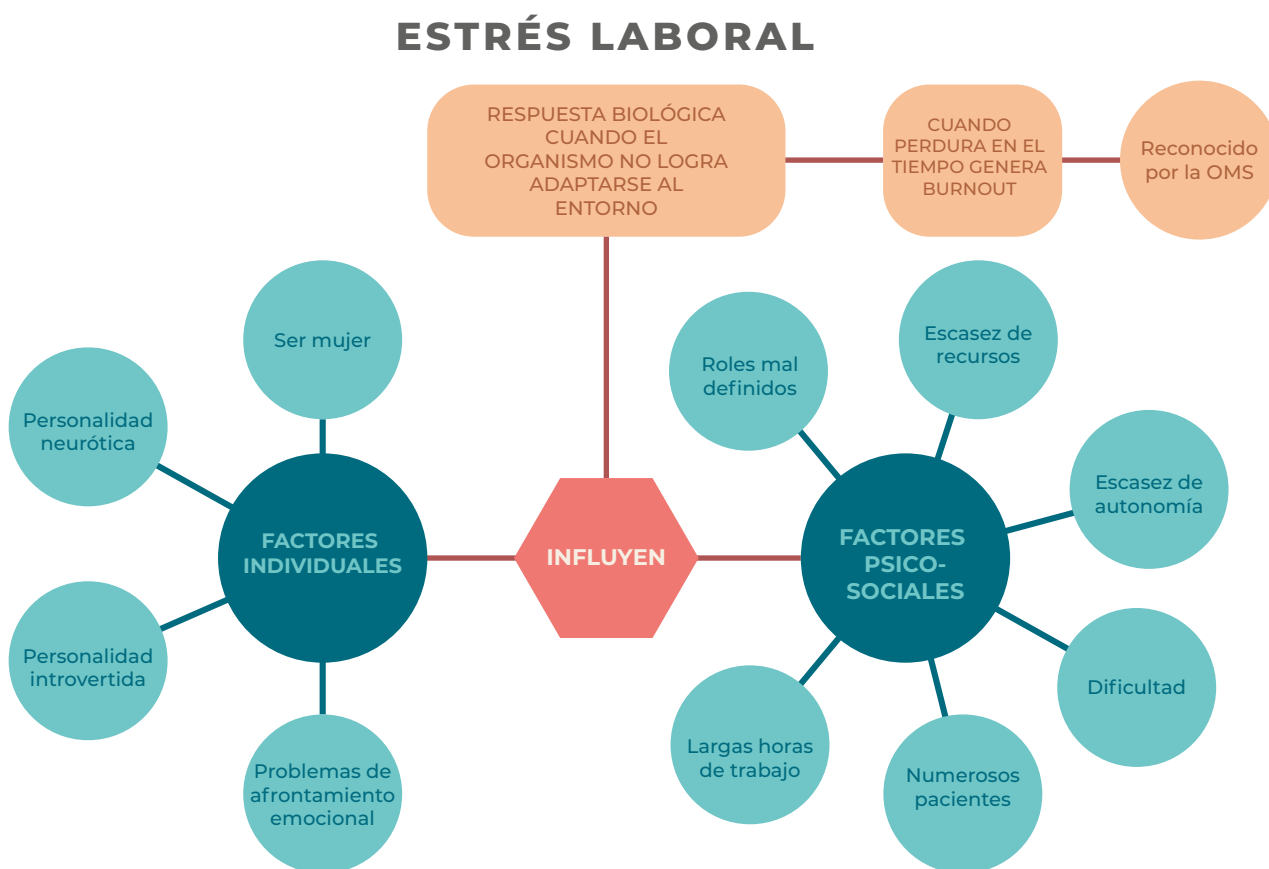 ESTRÉS LABORAL
RESPUESTA BIOLÓGICA
CUANDO EL
ORGANISMO NO LOGRA
ADAPTARSE AL
ENTORNO
CUANDO
PERDURA EN EL
TIEMPO GENERA
BURNOUT
Reconocido
por la OMS
Ser mujer
Personalidad
neurótica
FACTORES
INDIVIDUALES
Personalidad
introvertida
Problemas de
afrontamiento
emocional
INFLUYEN
Roles mal
definidos
Escasez de
recursos
Escasez de
autonomía
FACTORES
PSICO-
SOCIALES
Dificultad
Largas horas
de trabajo
Numerosos
pacientes